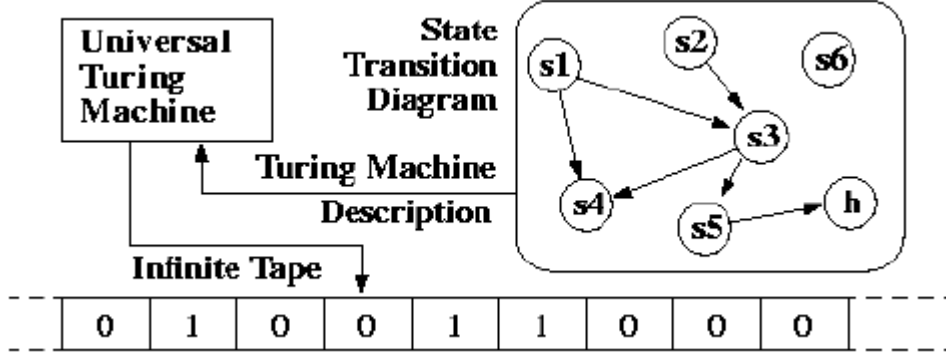 Universal
Turing
Machine
State
Transition
Diagram
s1
s2
s6
s3
s4
s5
h
Turing Machine
Description
Infinite Tape
0 1 0 0 1 1 0 0 0